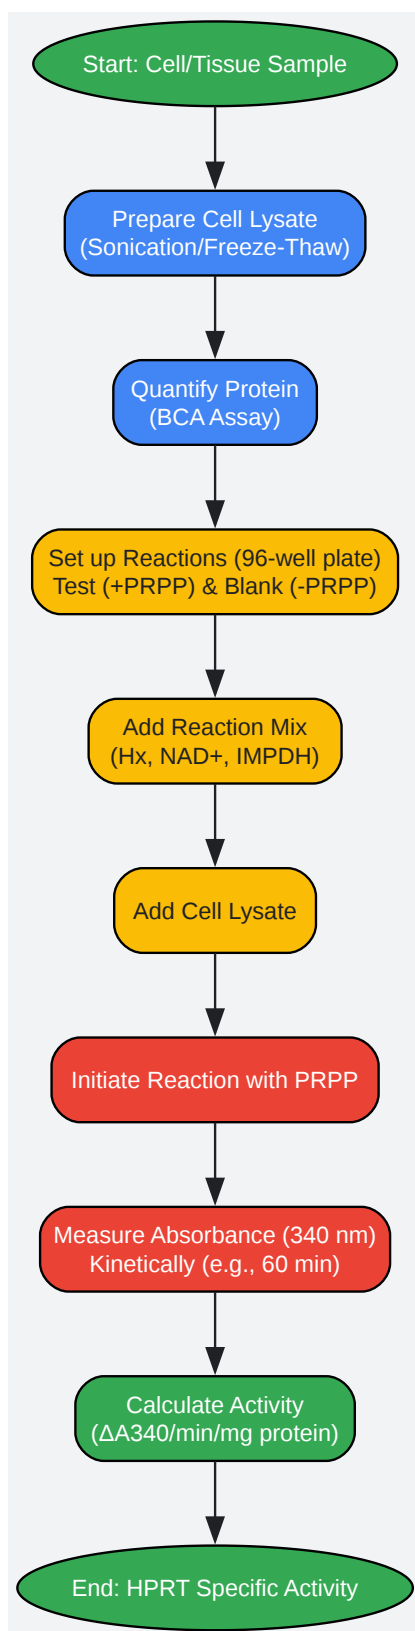 Start: Cell/Tissue Sample
Prepare Cell Lysate
(Sonication/Freeze-Thaw)
Quantify Protein
(BCA Assay)
Set up Reactions (96-well plate)
Test (+PRPP) & Blank (-PRPP)
Add Reaction Mix
(Hx, NAD+, IMPDH)
Add Cell Lysate
Initiate Reaction with PRPP
Measure Absorbance (340 nm)
Kinetically (e.g., 60 min)
Calculate Activity
(ΔA340/min/mg protein)
End: HPRT Specific Activity